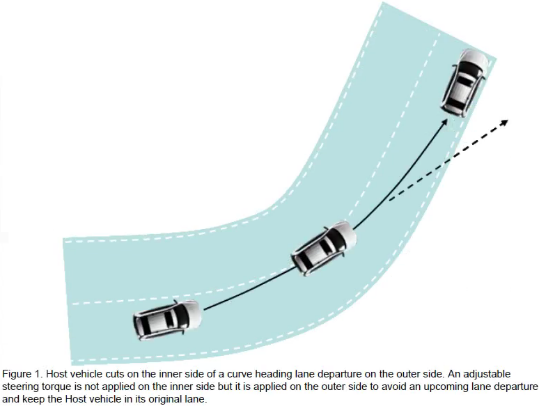 Figure 1. Host vehicle cuts on the inner side of a curve heading lane departure on the outer side. An adjustable
steering torque is not applied on the inner side but it is applied on the outer side to avoid an upcoming lane departure
and keep the Host vehicle in its original lane.